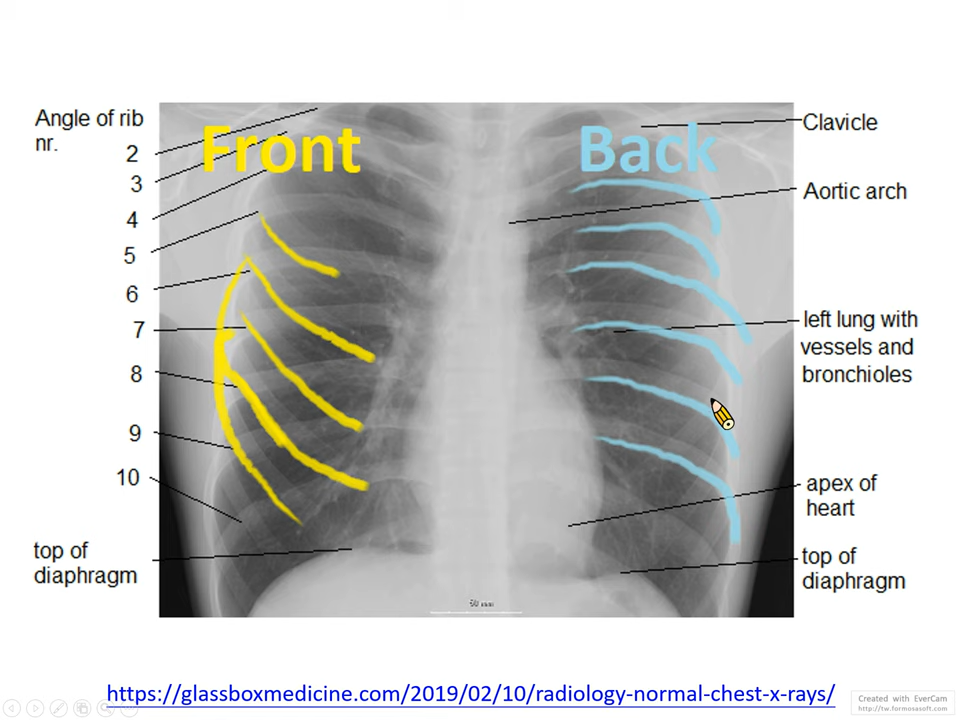 Angle of rib
nr.
2
3
4
5
6
7
8
9
10
top of
diaphragm
Front
Back
Clavicle
Aortic arch
left lung with
vessels and
bronchioles
apex of
heart
top of
diaphragm
50 mm
https://glassboxmedicine.com/2019/02/10/radiology-normal-chest-x-rays/
Created with EverCam
http://tw.formosasoft.com